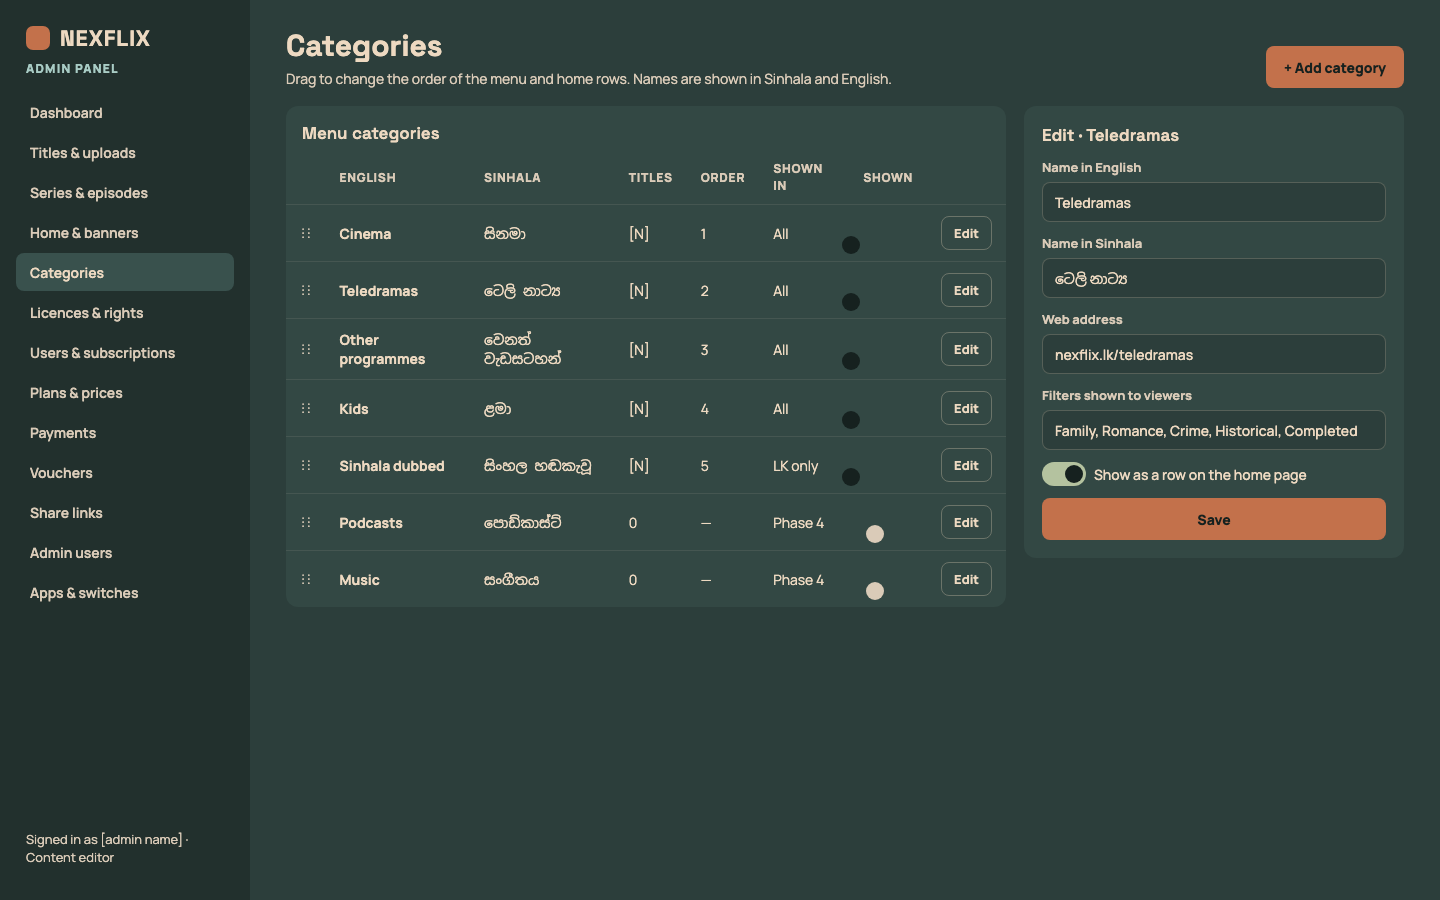 NEXFLIX
ADMIN PANEL
Dashboard
Titles & uploads
Series & episodes
Home & banners
Categories
Licences & rights
Users & subscriptions
Plans & prices
Payments
Vouchers
Share links
Admin users
Apps & switches
Signed in as [admin name] ·
Content editor
Categories
Drag to change the order of the menu and home rows. Names are shown in Sinhala and English.
+ Add category
Menu categories
ENGLISH SINHALA TITLES ORDER SHOWN IN SHOWN
Cinema සිනමා [N] 1 All Edit
Teledramas ටෙලි නාට්‍ය [N] 2 All Edit
Other programmes වෙනත් වැඩසටහන් [N] 3 All Edit
Kids ළමා [N] 4 All Edit
Sinhala dubbed සිංහල හඬකැවූ [N] 5 LK only Edit
Podcasts පොඩ්කාස්ට් 0 — Phase 4 Edit
Music සංගීතය 0 — Phase 4 Edit
Edit · Teledramas
Name in English
Teledramas
Name in Sinhala
ටෙලි නාට්‍ය
Web address
nexflix.lk/teledramas
Filters shown to viewers
Family, Romance, Crime, Historical, Completed
Show as a row on the home page
Save